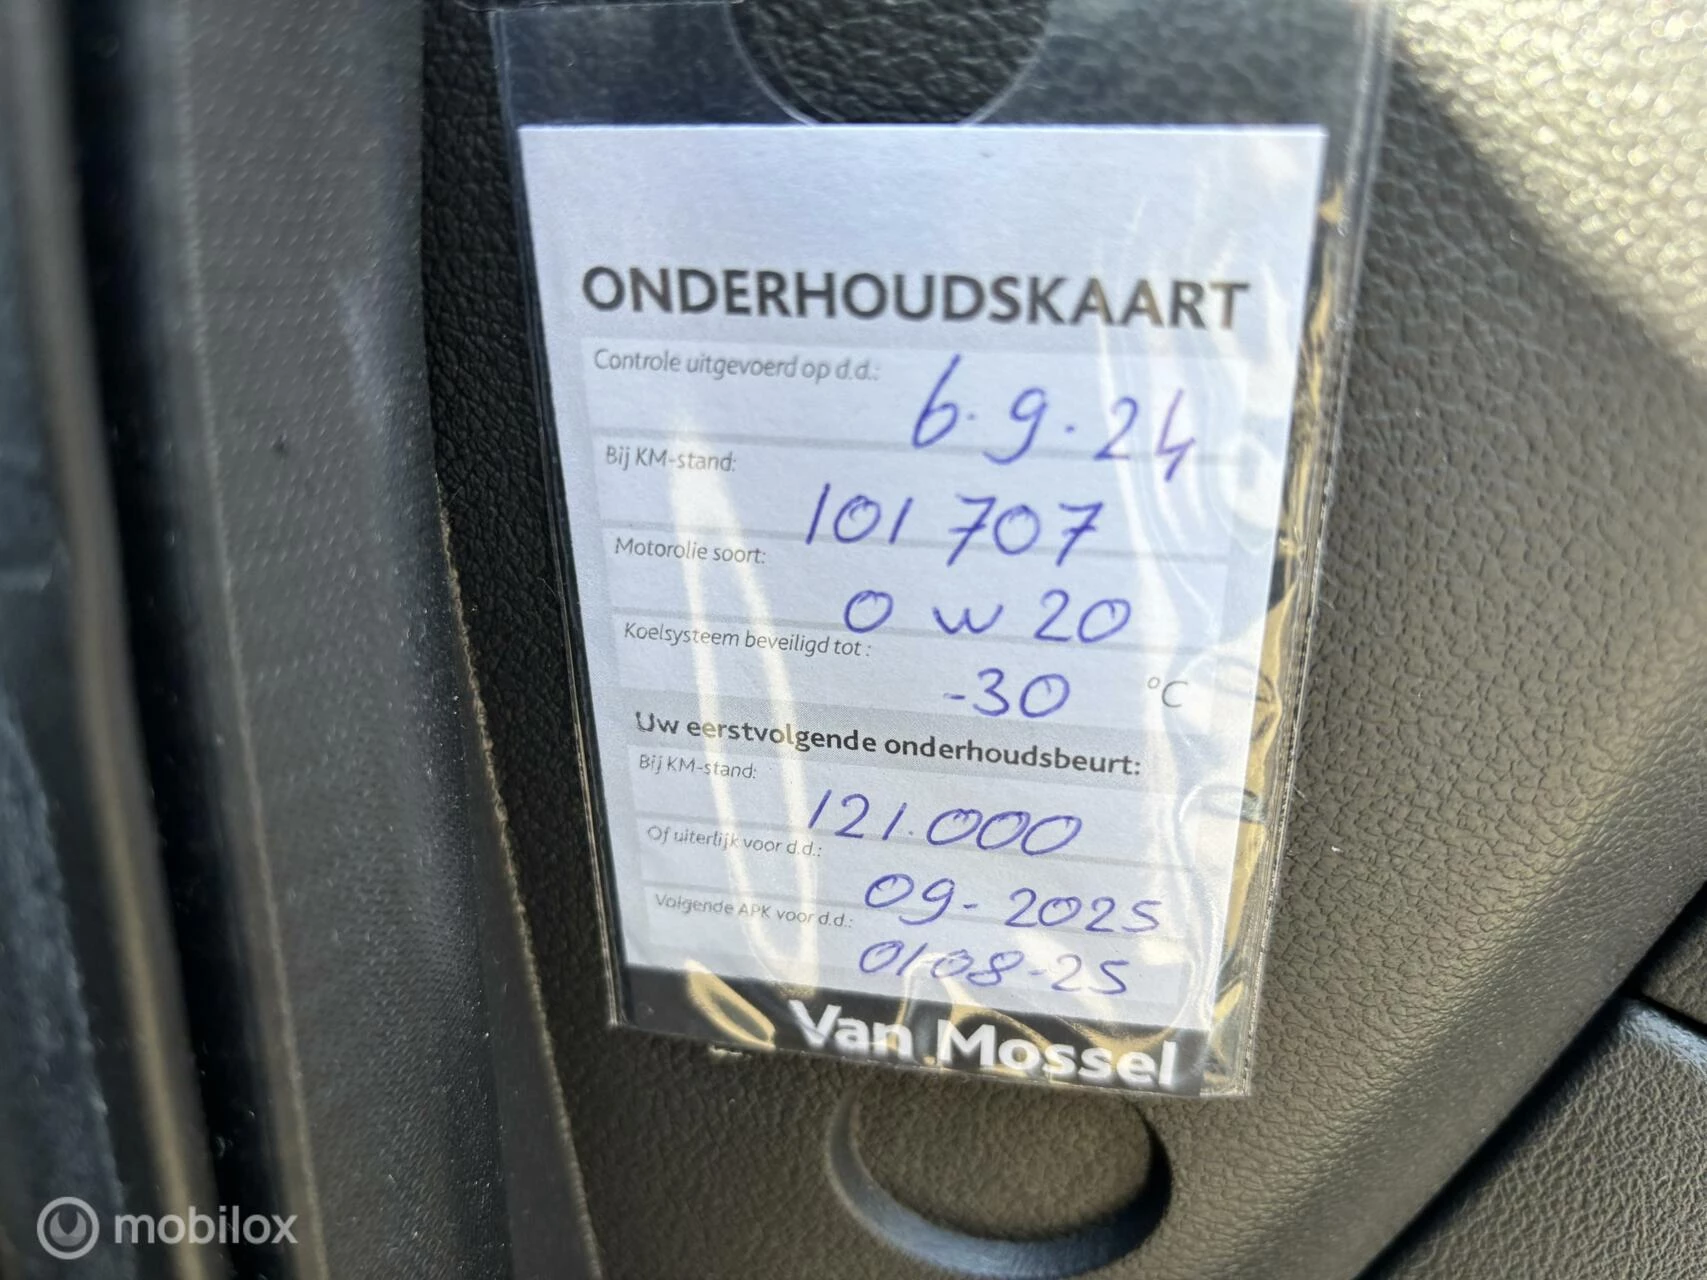 ONDERHOUDSKAART
Controle uitgevoerd op d.d.: 6.9.24
Bij KM-stand: 101 707
Motorolie soort: 0 W 20
Koelsysteem beveiligd tot : -30 °C
Uw eerstvolgende onderhoudsbeurt:
Bij KM-stand: 121.000
Of uiterlijk voor d.d.: 09-2025
Volgende APK voor d.d.: 01-08-25
Van Mossel
mobilox